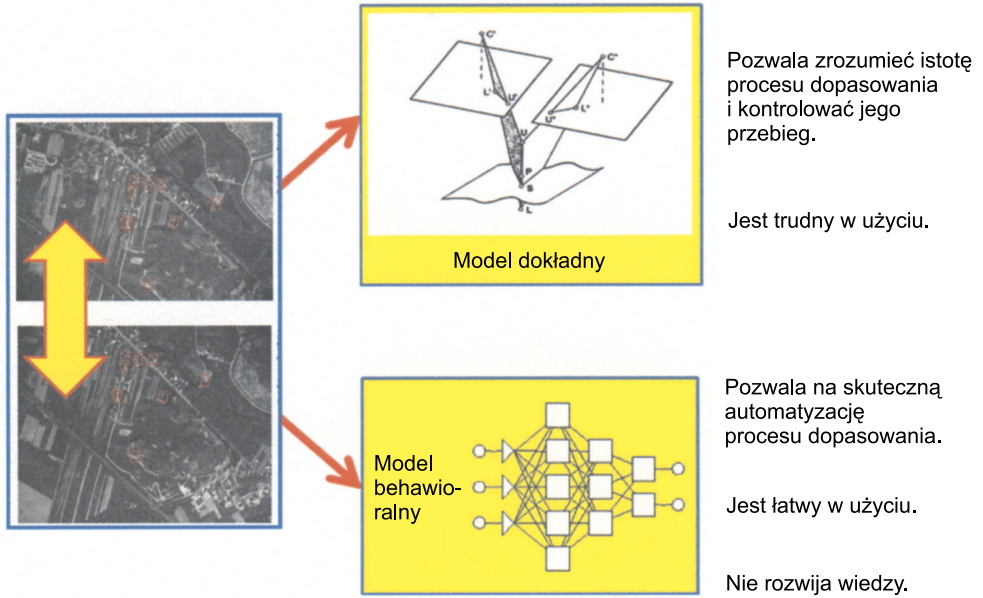 C'
L'
U'
C"
L"
U"
U
P
S
L
Model dokładny
Pozwala zrozumieć istotę
procesu dopasowania
i kontrolować jego
przebieg.
Jest trudny w użyciu.
Model
behawio-
ralny
Pozwala na skuteczną
automatyzację
procesu dopasowania.
Jest łatwy w użyciu.
Nie rozwija wiedzy.